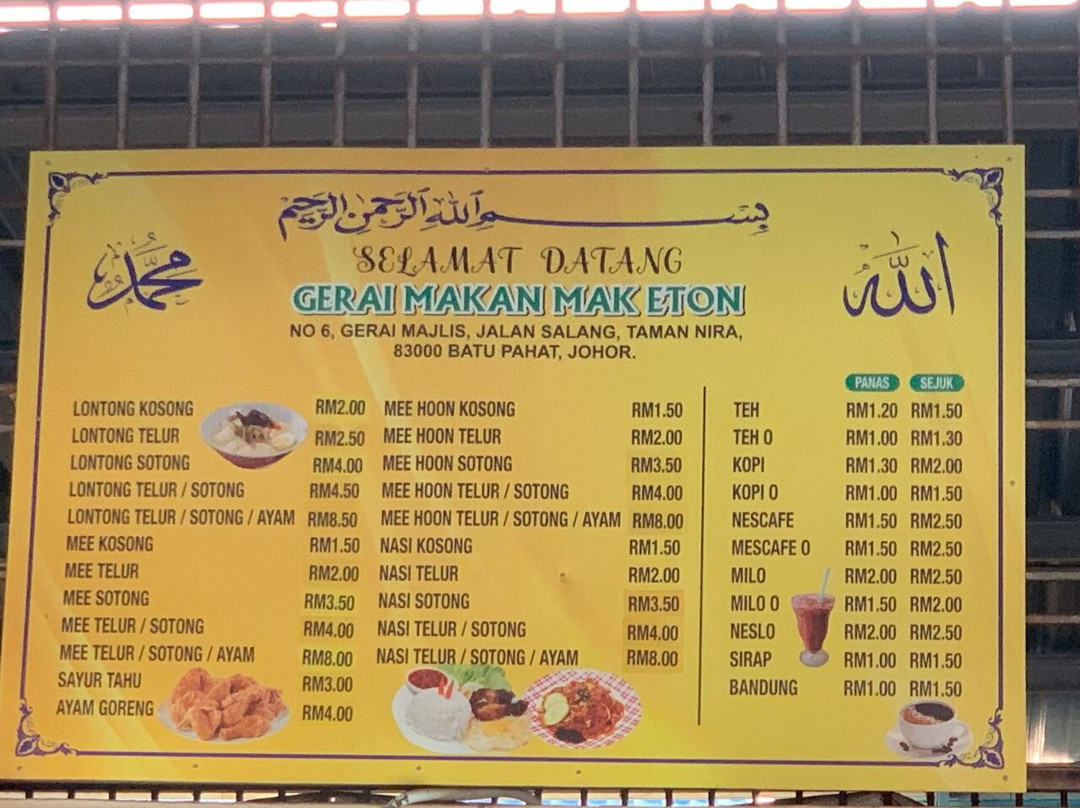 بسم الله الرحمن الرحيم
محمد
الله
SELAMAT DATANG
GERAI MAKAN MAK ETON
NO 6, GERAI MAJLIS, JALAN SALANG, TAMAN NIRA,
83000 BATU PAHAT, JOHOR.
LONTONG KOSONG RM2.00
LONTONG TELUR RM2.50
LONTONG SOTONG RM4.00
LONTONG TELUR / SOTONG RM4.50
LONTONG TELUR / SOTONG / AYAM RM8.50
MEE KOSONG RM1.50
MEE TELUR RM2.00
MEE SOTONG RM3.50
MEE TELUR / SOTONG RM4.00
MEE TELUR / SOTONG / AYAM RM8.00
SAYUR TAHU RM3.00
AYAM GORENG RM4.00
MEE HOON KOSONG RM1.50
MEE HOON TELUR RM2.00
MEE HOON SOTONG RM3.50
MEE HOON TELUR / SOTONG RM4.00
MEE HOON TELUR / SOTONG / AYAM RM8.00
NASI KOSONG RM1.50
NASI TELUR RM2.00
NASI SOTONG RM3.50
NASI TELUR / SOTONG RM4.00
NASI TELUR / SOTONG / AYAM RM8.00
PANAS SEJUK
TEH RM1.20 RM1.50
TEH O RM1.00 RM1.30
KOPI RM1.30 RM2.00
KOPI O RM1.00 RM1.50
NESCAFE RM1.50 RM2.50
MESCAFE O RM1.50 RM2.50
MILO RM2.00 RM2.50
MILO O RM1.50 RM2.00
NESLO RM2.00 RM2.50
SIRAP RM1.00 RM1.50
BANDUNG RM1.00 RM1.50